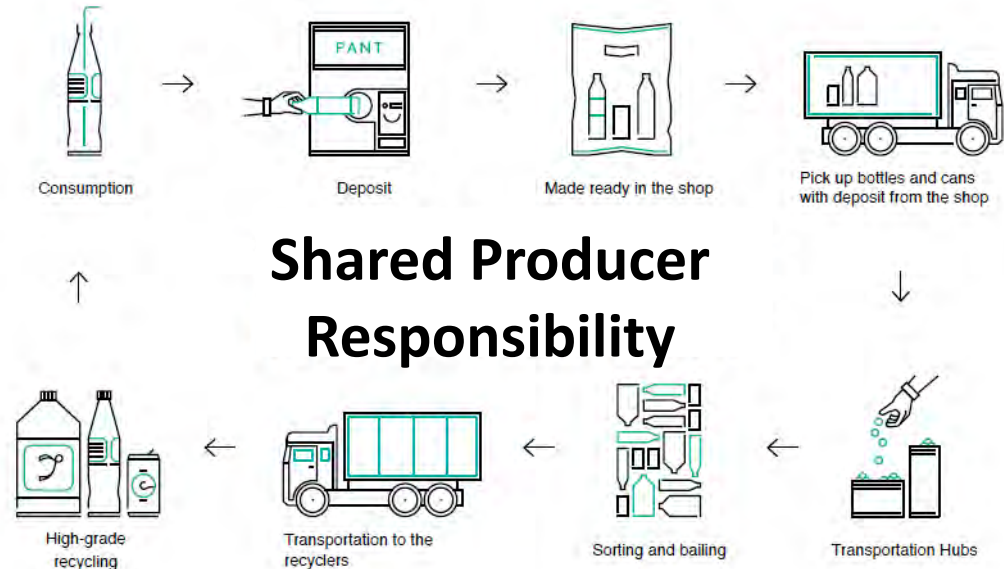 PANT
Consumption
Deposit
Made ready in the shop
Pick up bottles and cans
with deposit from the shop
Shared Producer
Responsibility
High-grade
recycling
Transportation to the
recyclers
Sorting and bailing
Transportation Hubs